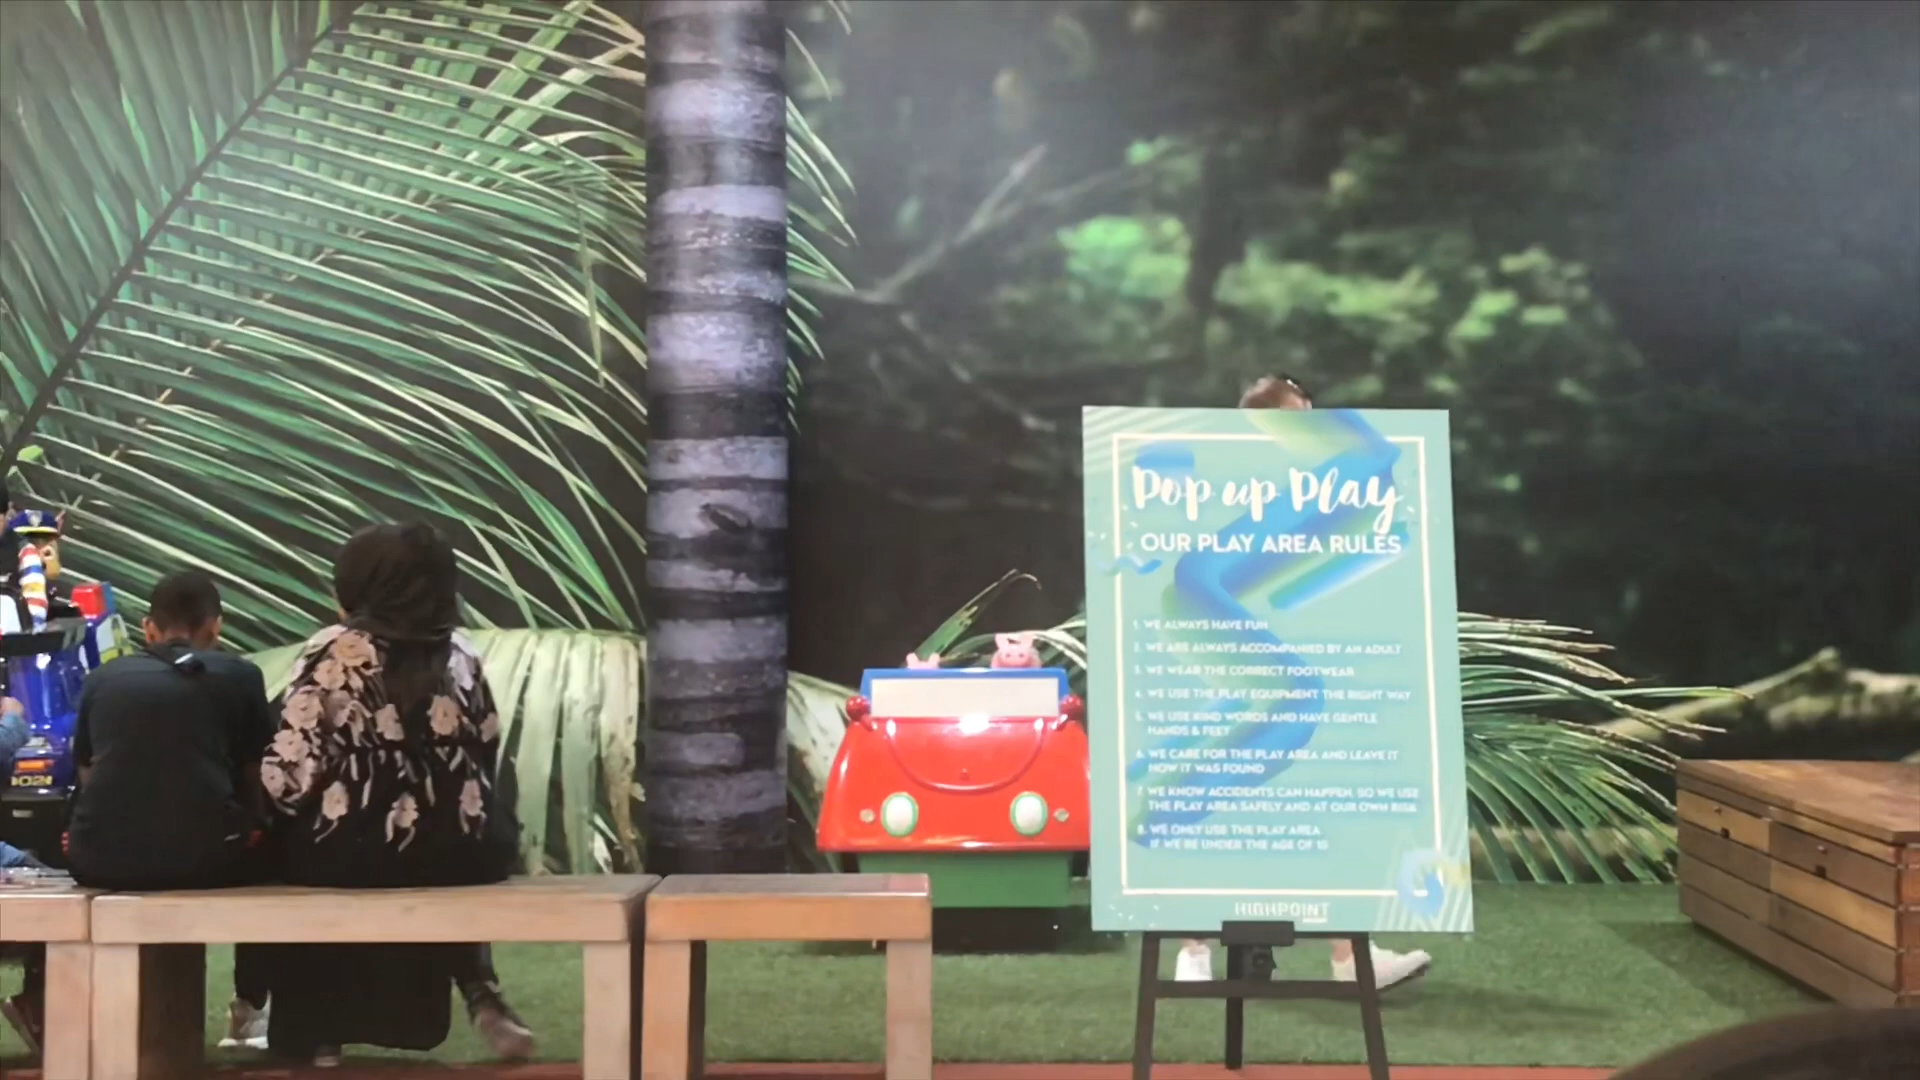 Pop up Play
OUR PLAY AREA RULES
1. WE ALWAYS HAVE FUN
2. WE ARE ALWAYS ACCOMPANIED BY AN ADULT
3. WE WEAR THE CORRECT FOOTWEAR
4. WE USE THE PLAY EQUIPMENT THE RIGHT WAY
5. WE USE KIND WORDS AND HAVE GENTLE
HANDS & FEET
6. WE CARE FOR THE PLAY AREA AND LEAVE IT
HOW IT WAS FOUND
7. WE KNOW ACCIDENTS CAN HAPPEN, SO WE USE
THE PLAY AREA SAFELY AND AT OUR OWN RISK
8. WE ONLY USE THE PLAY AREA
IF WE'RE UNDER THE AGE OF 10
HIGHPOINT